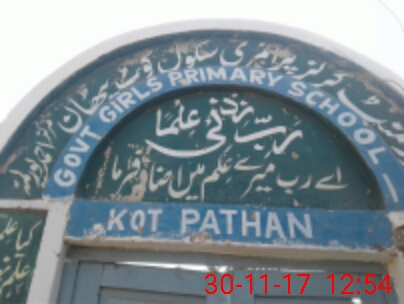 گورنمنٹ گرلز پرائمری سکول کوٹ پٹھان
GOVT GIRLS PRIMARY SCHOOL
رَبِّ زِدْنِی عِلْمًا
اے رب میرے علم میں اضافہ فرما
KOT PATHAN
30-11-17 12:54